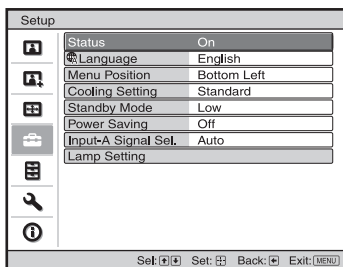 Setup
Status On
Language English
Menu Position Bottom Left
Cooling Setting Standard
Standby Mode Low
Power Saving Off
Input-A Signal Sel. Auto
Lamp Setting
Sel: Set: Back: Exit: MENU